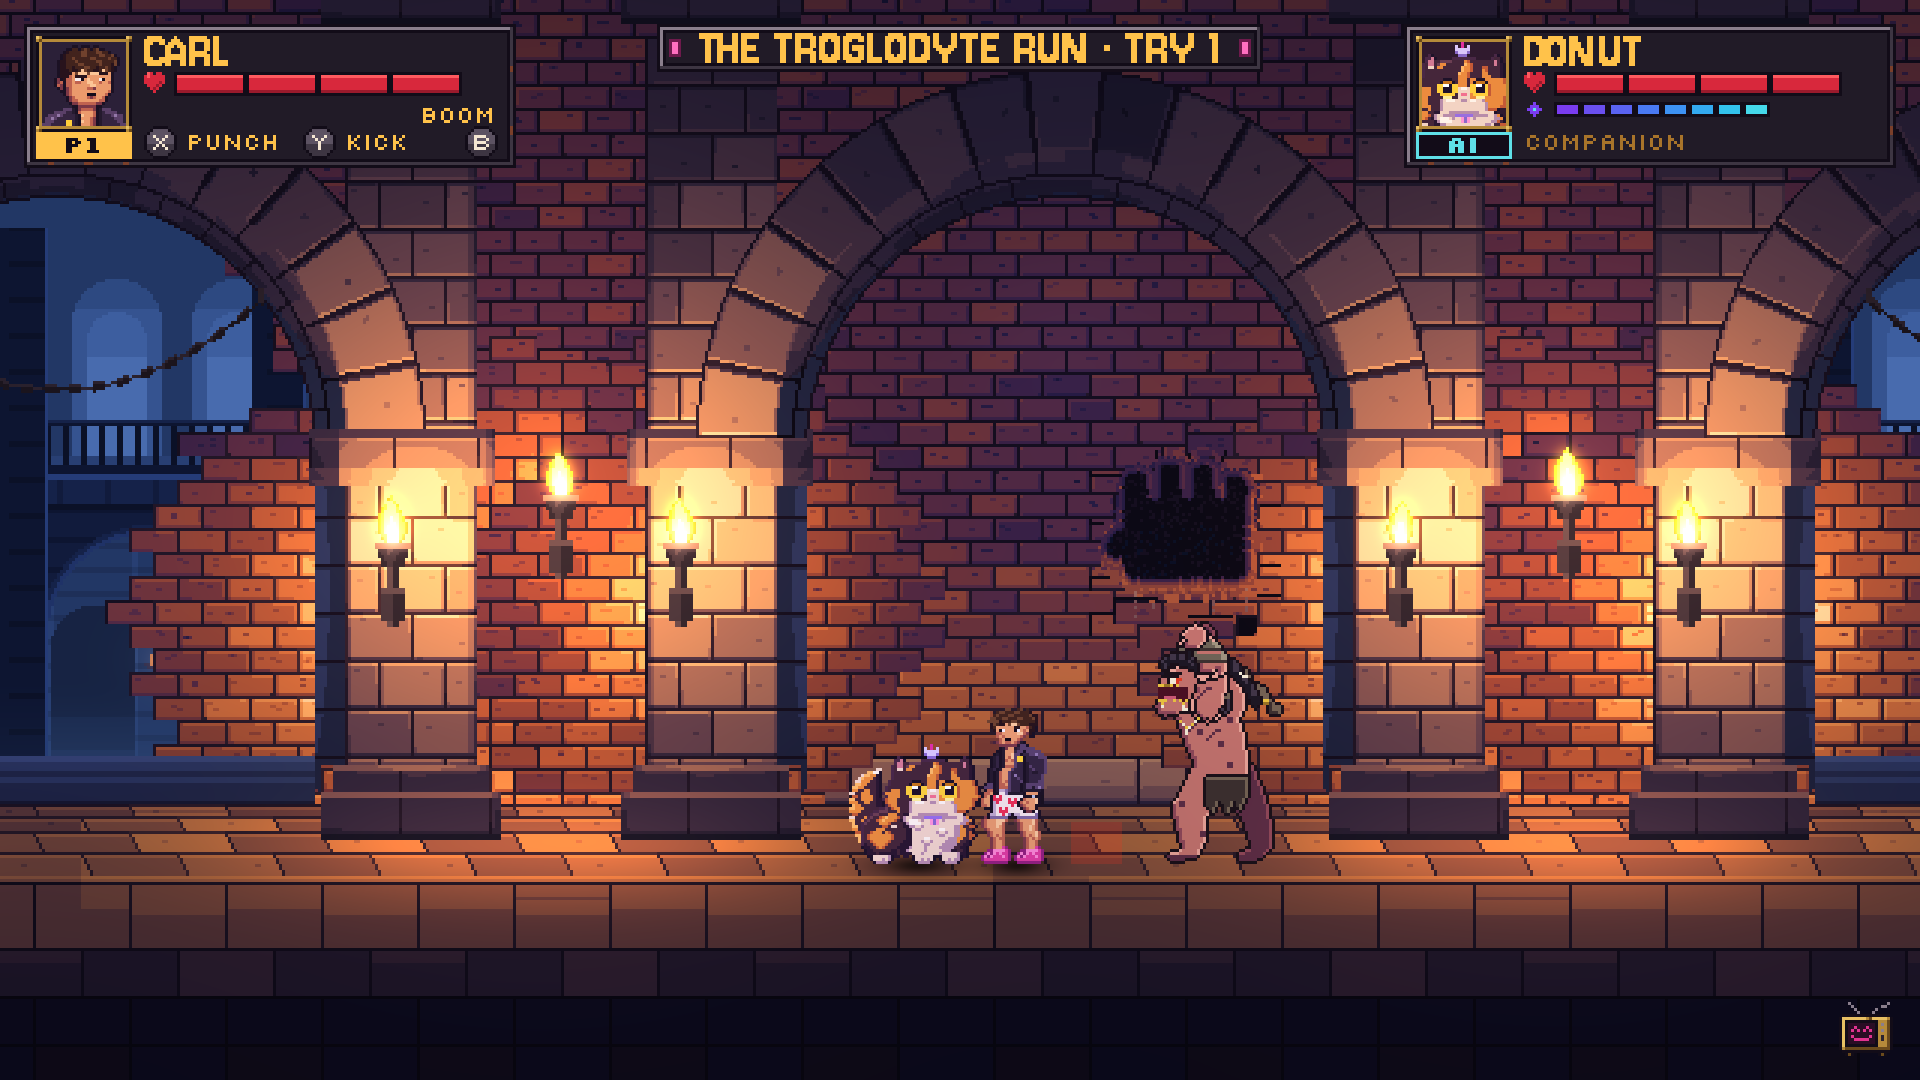 CARL
BOOM
P1
X PUNCH Y KICK B
THE TROGLODYTE RUN · TRY 1
DONUT
AI
COMPANION